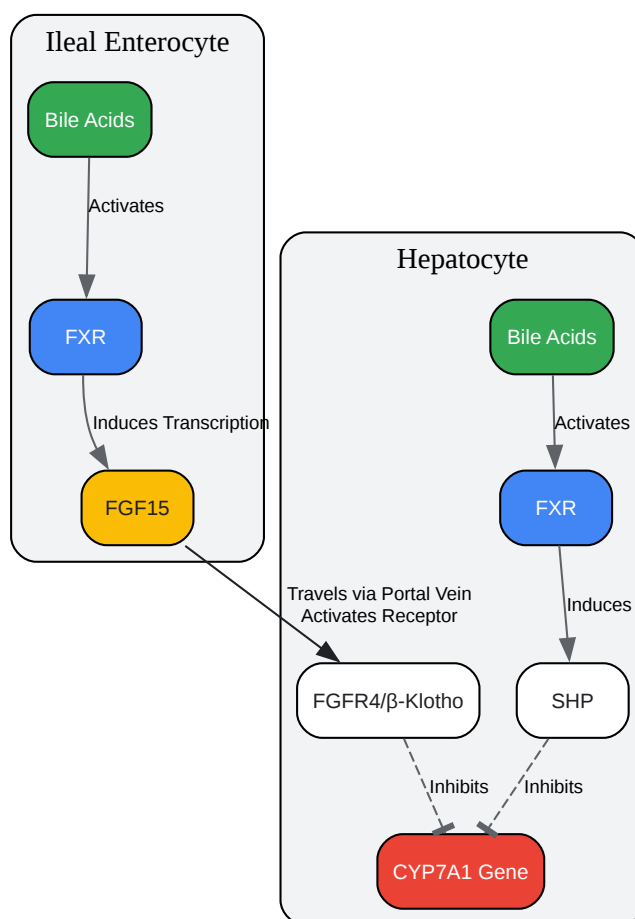 Ileal Enterocyte
Bile Acids
Activates
FXR
Induces Transcription
FGF15
Travels via Portal Vein
Activates Receptor
Hepatocyte
Bile Acids
Activates
FXR
Induces
FGFR4/β-Klotho
SHP
Inhibits
Inhibits
CYP7A1 Gene